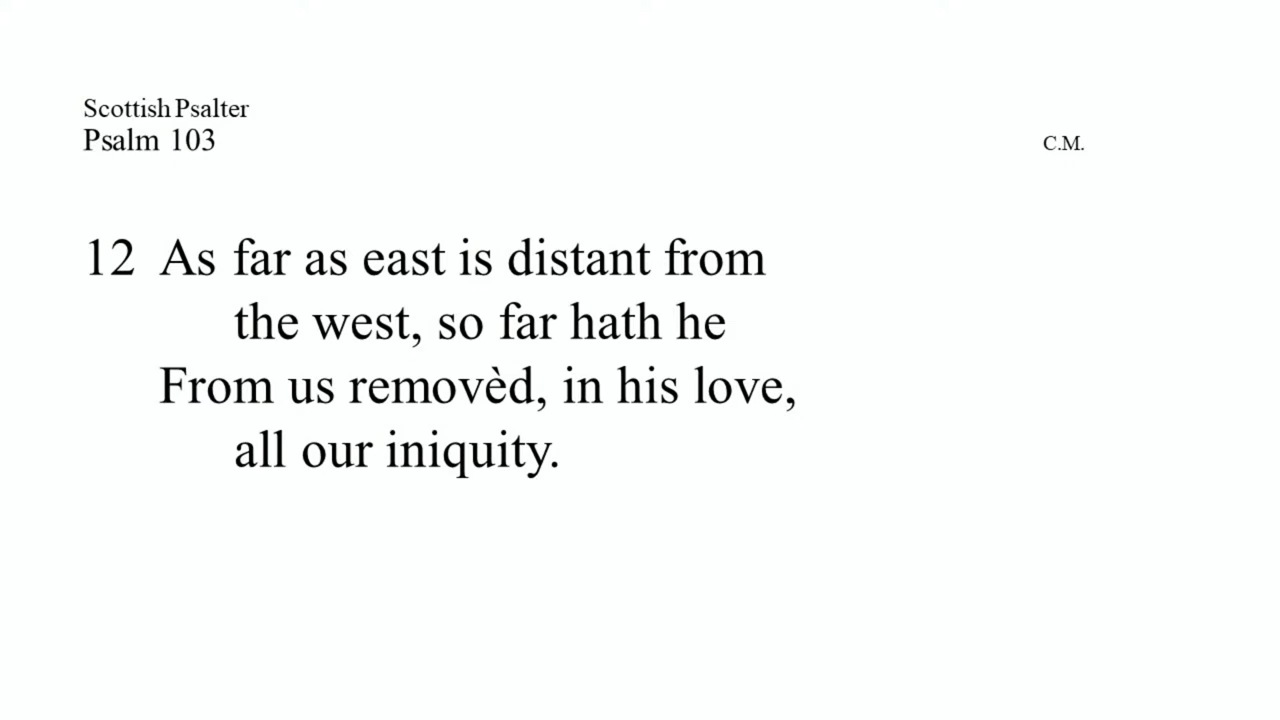 Scottish Psalter
Psalm 103
C.M.
12 As far as east is distant from
the west, so far hath he
From us removèd, in his love,
all our iniquity.